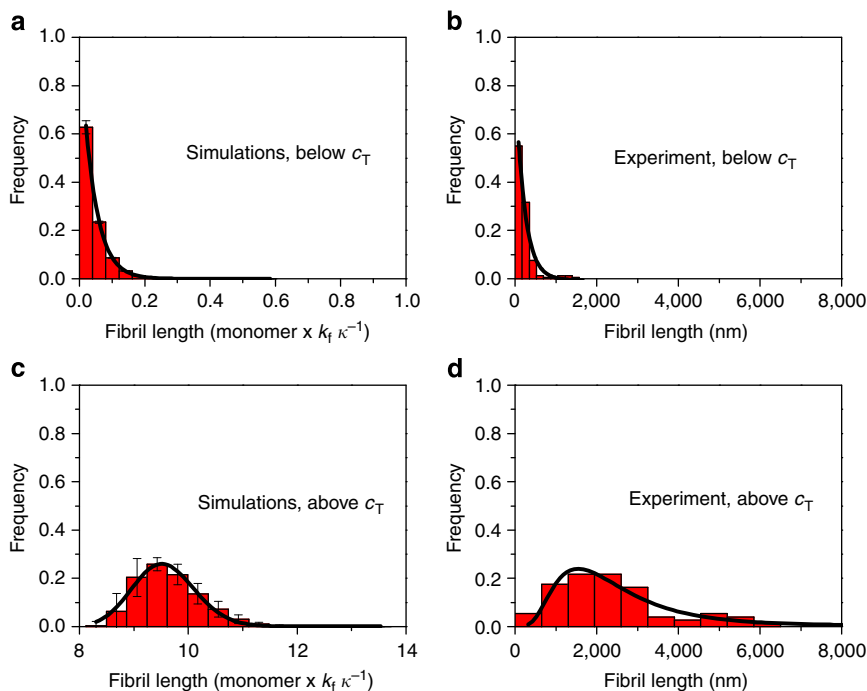 a
1.0
0.8
0.6
0.4
0.2
0.0
Frequency
Simulations, below cT
0.0 0.2 0.4 0.6 0.8 1.0
Fibril length (monomer x kf κ−1)
b
1.0
0.8
0.6
0.4
0.2
0.0
Frequency
Experiment, below cT
0 2,000 4,000 6,000 8,000
Fibril length (nm)
c
1.0
0.8
0.6
0.4
0.2
0.0
Frequency
Simulations, above cT
8 10 12 14
Fibril length (monomer x kf κ−1)
d
1.0
0.8
0.6
0.4
0.2
0.0
Frequency
Experiment, above cT
0 2,000 4,000 6,000 8,000
Fibril length (nm)